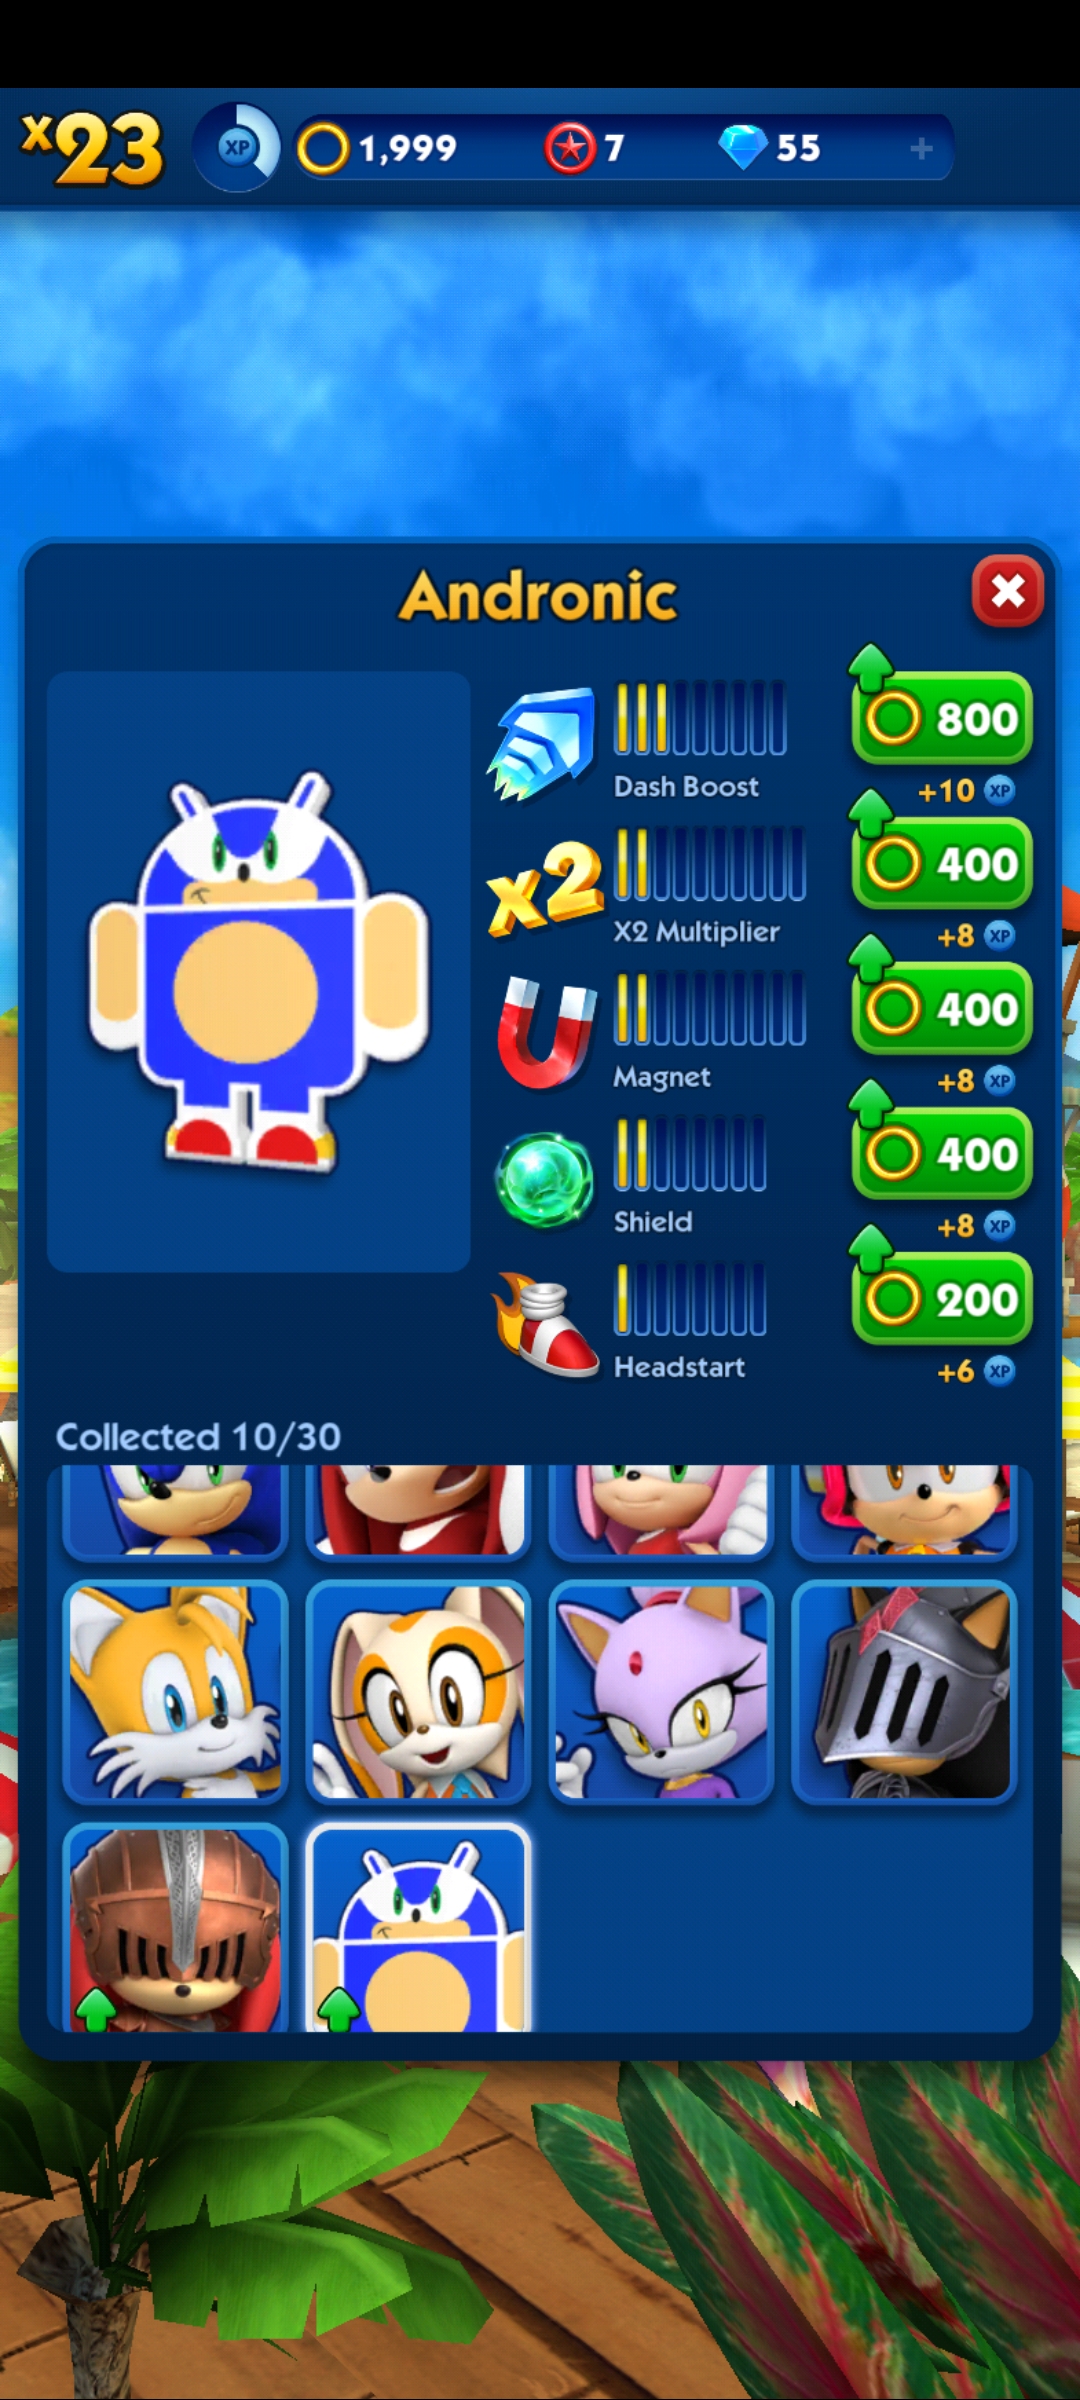 x23
XP
1,999
7
55
+
Andronic
800
Dash Boost
+10 XP
x2
400
X2 Multiplier
+8 XP
400
Magnet
+8 XP
400
Shield
+8 XP
200
Headstart
+6 XP
Collected 10/30